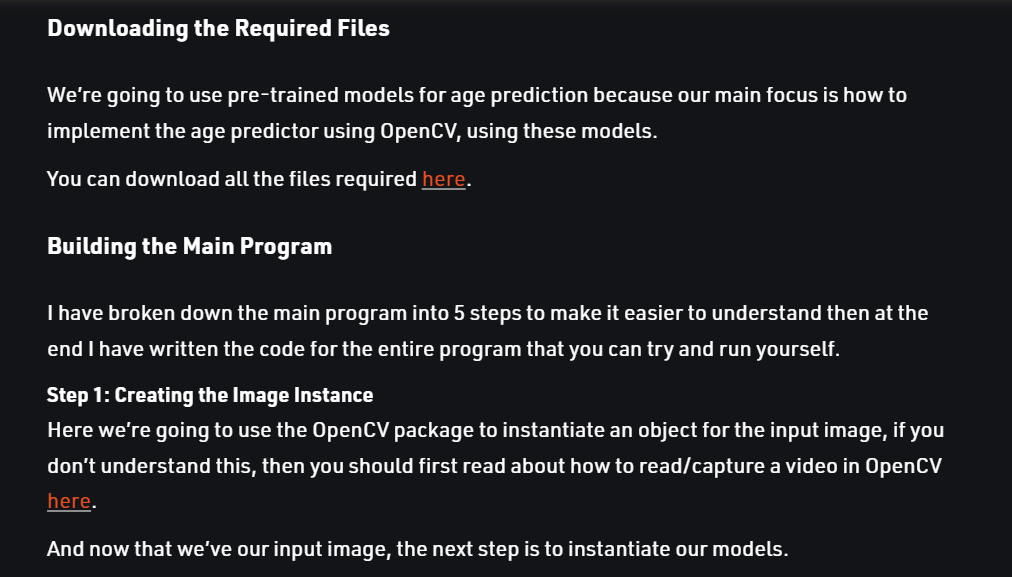 Downloading the Required Files
We're going to use pre-trained models for age prediction because our main focus is how to
implement the age predictor using OpenCV, using these models.
You can download all the files required here.
Building the Main Program
I have broken down the main program into 5 steps to make it easier to understand then at the
end I have written the code for the entire program that you can try and run yourself.
Step 1: Creating the Image Instance
Here we're going to use the OpenCV package to instantiate an object for the input image, if you
don't understand this, then you should first read about how to read/capture a video in OpenCV
here.
And now that we've our input image, the next step is to instantiate our models.